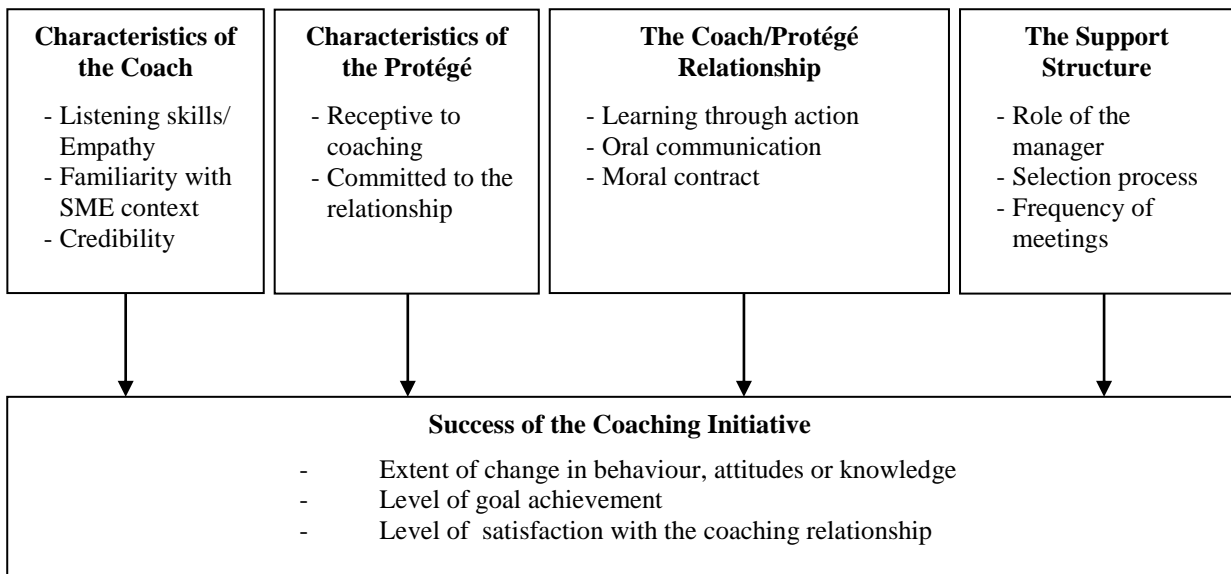 Characteristics of
the Coach
- Listening skills/
Empathy
- Familiarity with
SME context
- Credibility
Characteristics of
the Protégé
- Receptive to
coaching
- Committed to the
relationship
The Coach/Protégé
Relationship
- Learning through action
- Oral communication
- Moral contract
The Support
Structure
- Role of the
manager
- Selection process
- Frequency of
meetings
Success of the Coaching Initiative
- Extent of change in behaviour, attitudes or knowledge
- Level of goal achievement
- Level of satisfaction with the coaching relationship